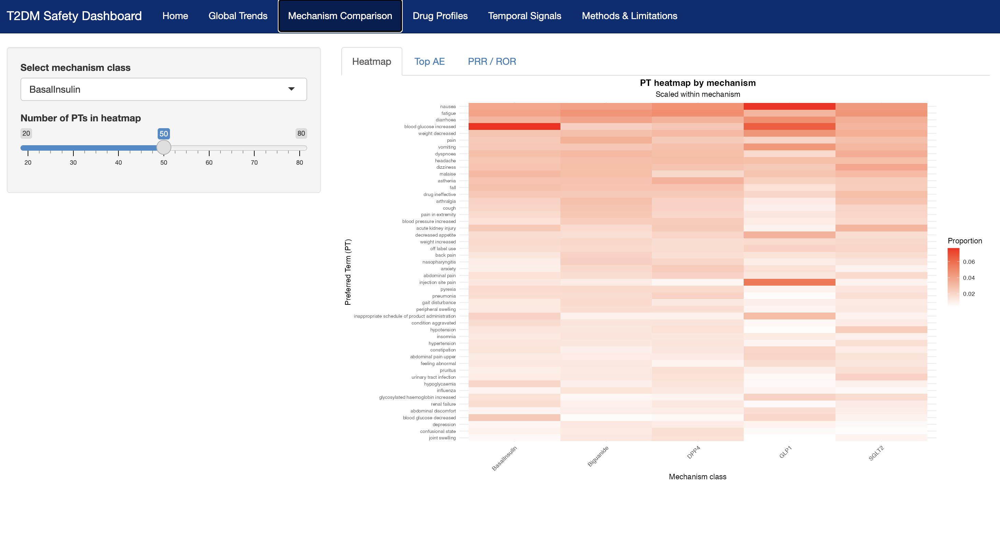 T2DM Safety Dashboard Home Global Trends Mechanism Comparison Drug Profiles Temporal Signals Methods & Limitations
Select mechanism class
BasalInsulin
Number of PTs in heatmap
20 50 80
20 30 40 50 60 70 80
Heatmap Top AE PRR / ROR
PT heatmap by mechanism
Scaled within mechanism
Preferred Term (PT)
nausea
fatigue
diarrhoea
blood glucose increased
weight decreased
pain
vomiting
dyspnoea
headache
dizziness
malaise
asthenia
fall
drug ineffective
arthralgia
cough
pain in extremity
blood pressure increased
acute kidney injury
decreased appetite
weight increased
off label use
back pain
nasopharyngitis
anxiety
abdominal pain
injection site pain
pyrexia
pneumonia
gait disturbance
peripheral swelling
inappropriate schedule of product administration
condition aggravated
hypotension
insomnia
hypertension
constipation
abdominal pain upper
feeling abnormal
pruritus
urinary tract infection
hypoglycaemia
influenza
glycosylated haemoglobin increased
renal failure
abdominal discomfort
blood glucose decreased
depression
confusional state
joint swelling
BasalInsulin Biguanide DPP4 GLP1 SGLT2
Mechanism class
Proportion
0.06
0.04
0.02